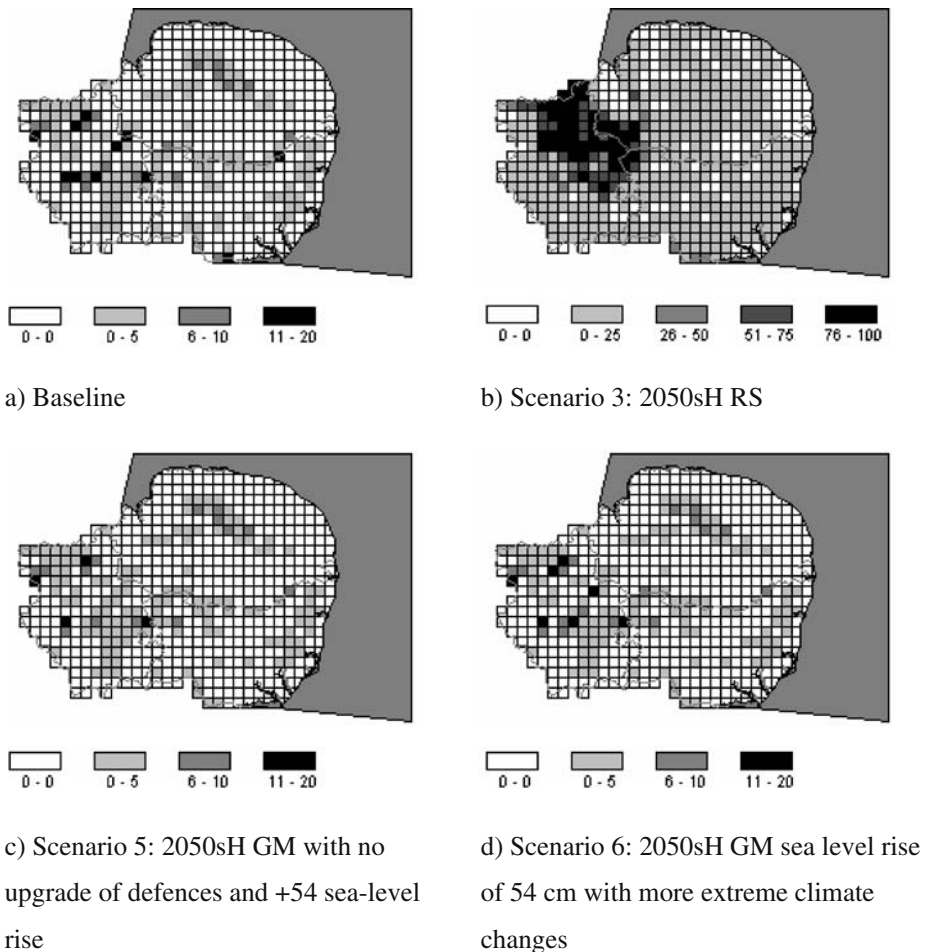 0 - 0 0 - 5 6 - 10 11 - 20
0 - 0 0 - 25 26 - 50 51 - 75 76 - 100
a) Baseline
b) Scenario 3: 2050sH RS
0 - 0 0 - 5 6 - 10 11 - 20
0 - 0 0 - 5 6 - 10 11 - 20
c) Scenario 5: 2050sH GM with no
upgrade of defences and +54 sea-level
rise
d) Scenario 6: 2050sH GM sea level rise
of 54 cm with more extreme climate
changes